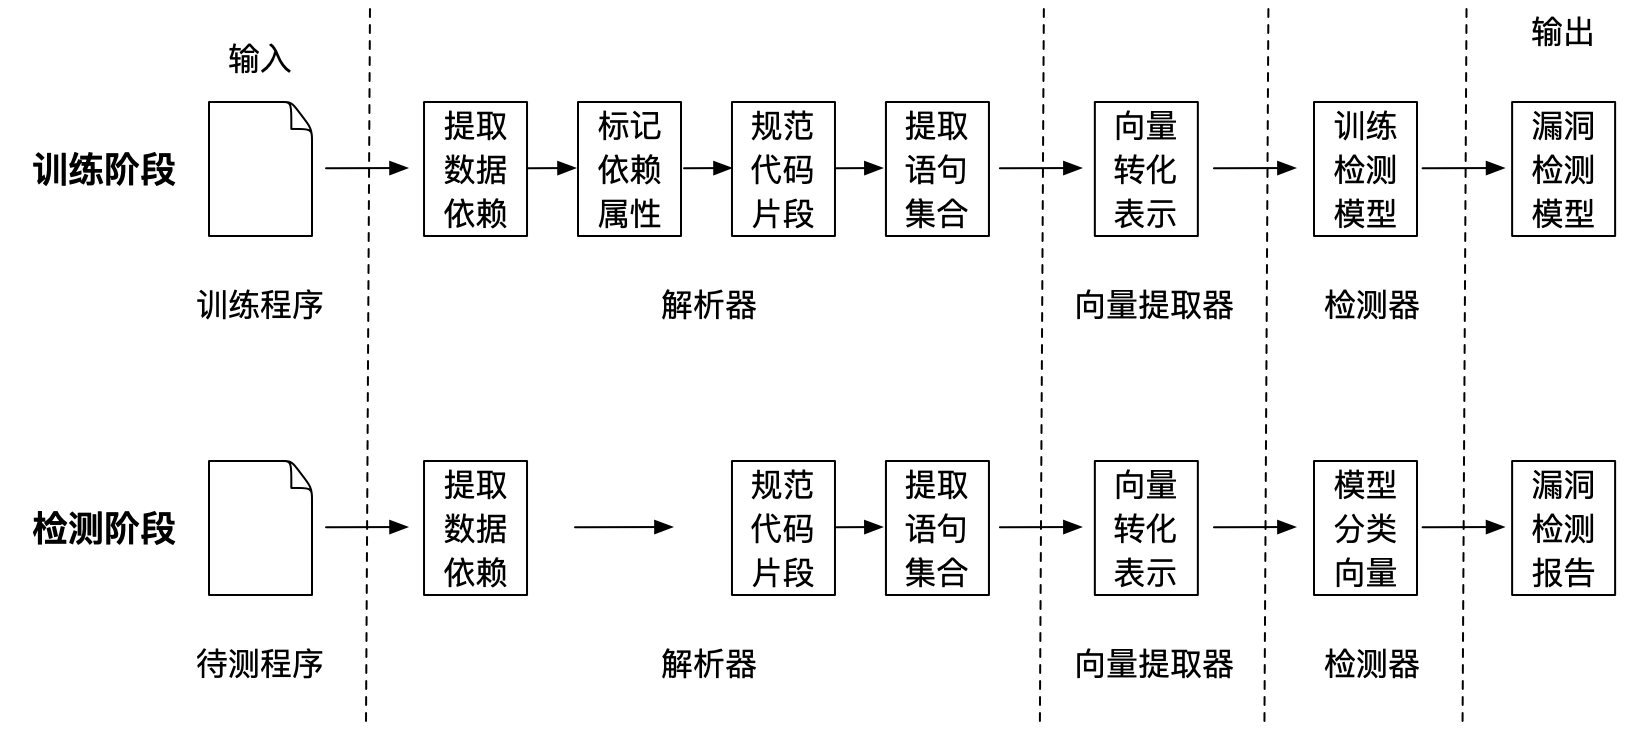 输入
输出
训练阶段
提取
数据
依赖
标记
依赖
属性
规范
代码
片段
提取
语句
集合
向量
转化
表示
训练
检测
模型
漏洞
检测
模型
训练程序
解析器
向量提取器
检测器
检测阶段
提取
数据
依赖
规范
代码
片段
提取
语句
集合
向量
转化
表示
模型
分类
向量
漏洞
检测
报告
待测程序
解析器
向量提取器
检测器